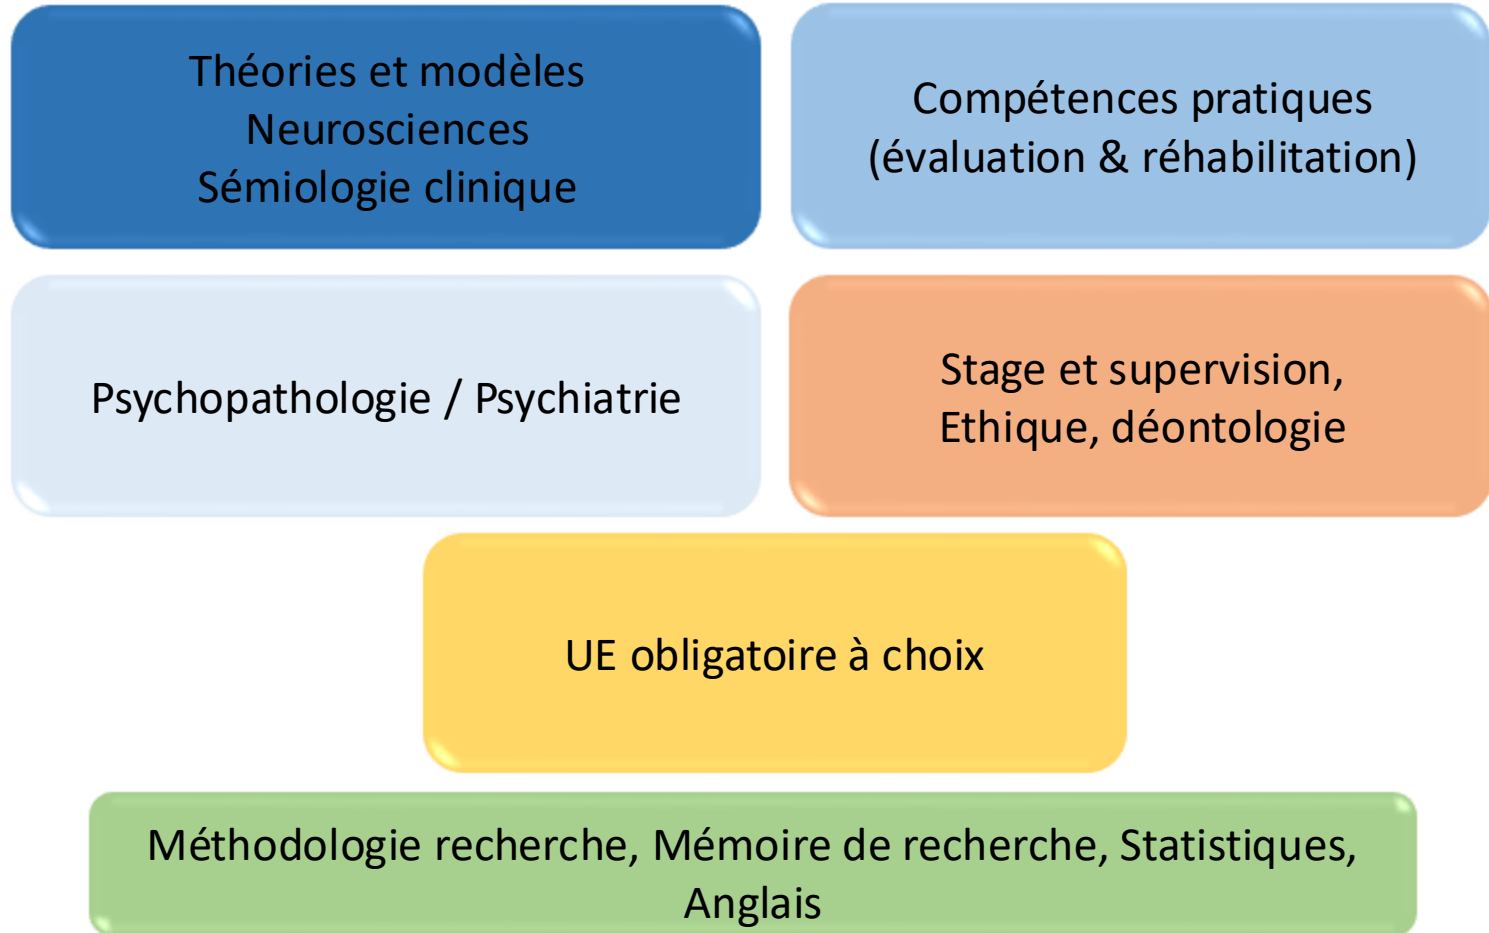 Théories et modèles
Neurosciences
Sémiologie clinique
Compétences pratiques
(évaluation & réhabilitation)
Psychopathologie / Psychiatrie
Stage et supervision,
Ethique, déontologie
UE obligatoire à choix
Méthodologie recherche, Mémoire de recherche, Statistiques,
Anglais